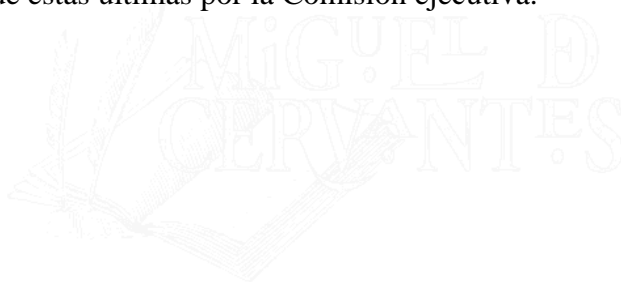 de estas últimas por la Comisión ejecutiva.
MiGUEL D
CERVANTES